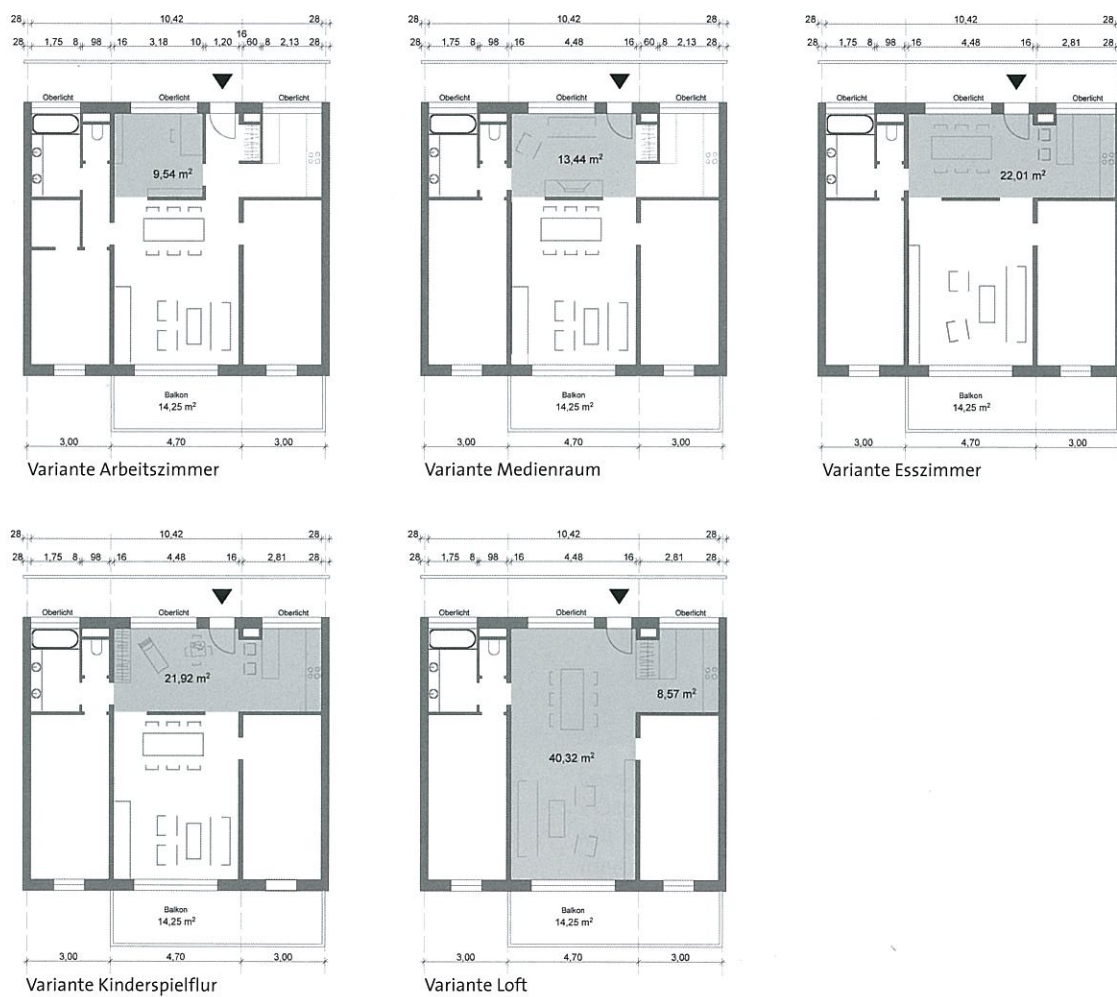 28 10,42 28
16
28 1,75 8 98 16 3,18 10 1,20 60 8 2,13 28
Oberlicht Oberlicht Oberlicht
9,54 m²
Balkon
14,25 m²
3,00 4,70 3,00
Variante Arbeitszimmer
28 10,42 28
28 1,75 8 98 16 4,48 16 60 8 2,13 28
Oberlicht Oberlicht Oberlicht
13,44 m²
Balkon
14,25 m²
3,00 4,70 3,00
Variante Medienraum
28 10,42 28
28 1,75 8 98 16 4,48 16 2,81 28
Oberlicht Oberlicht Oberlicht
22,01 m²
Balkon
14,25 m²
3,00 4,70 3,00
Variante Esszimmer
28 10,42 28
28 1,75 8 98 16 4,48 16 2,81 28
Oberlicht Oberlicht Oberlicht
21,92 m²
Balkon
14,25 m²
3,00 4,70 3,00
Variante Kinderspielflur
28 10,42 28
28 1,75 8 98 16 4,48 16 2,81 28
Oberlicht Oberlicht Oberlicht
8,57 m²
40,32 m²
Balkon
14,25 m²
3,00 4,70 3,00
Variante Loft